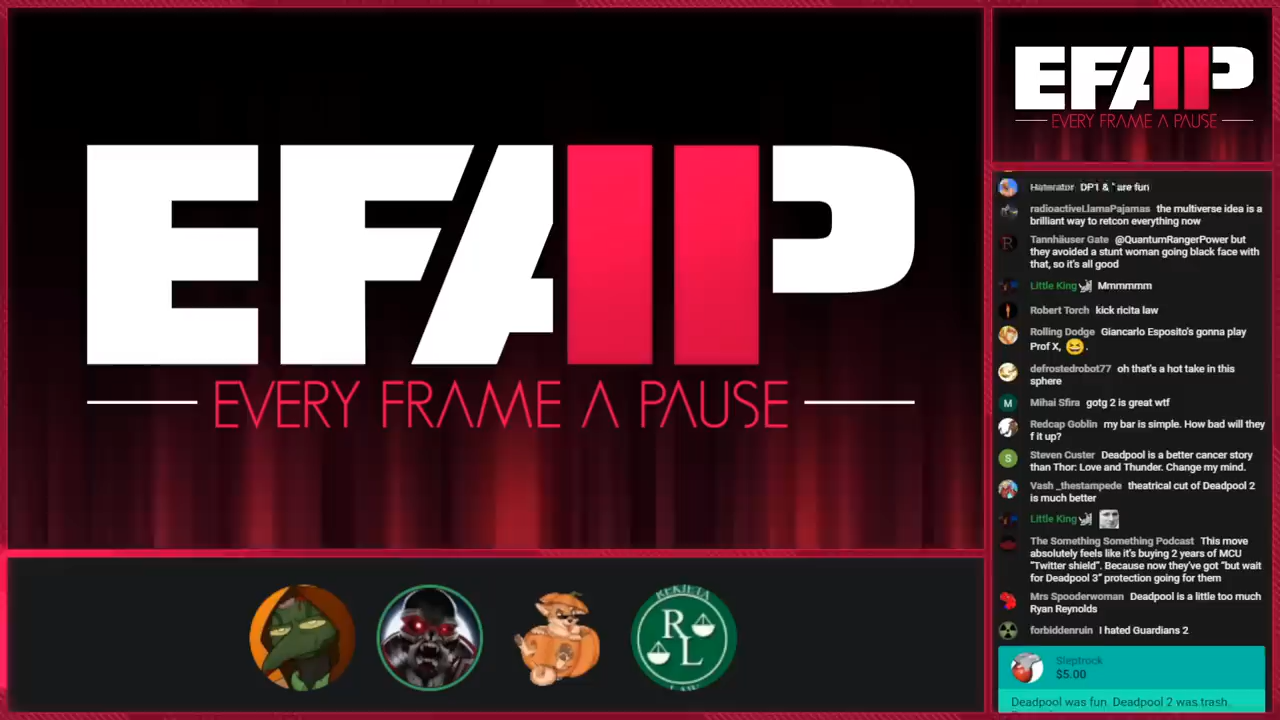 EFAP
EVERY FRAME A PAUSE
EFAP
EVERY FRAME A PAUSE
Haterator DP1 & are fun
radioactiveLlamaPajamas the multiverse idea is a
brilliant way to retcon everything now
Tannhäuser Gate @QuantumRangerPower but
they avoided a stunt woman going black face with
that, so it's all good
Little King Mmmmmm
Robert Torch kick ricita law
Rolling Dodge Giancarlo Esposito's gonna play
Prof X, 😆.
defrostedrobot77 oh that's a hot take in this
sphere
M
Mihai Sfira gotg 2 is great wtf
Redcap Goblin my bar is simple. How bad will they
f it up?
S
Steven Custer Deadpool is a better cancer story
than Thor: Love and Thunder. Change my mind.
Vash _thestampede theatrical cut of Deadpool 2
is much better
Little King
The Something Something Podcast This move
absolutely feels like it's buying 2 years of MCU
"Twitter shield". Because now they've got "but wait
for Deadpool 3" protection going for them
Mrs Spooderwoman Deadpool is a little too much
Ryan Reynolds
forbiddenruin I hated Guardians 2
Sleptrock
$5.00
Deadpool was fun. Deadpool 2 was trash.
REKIETA
RL
LAW